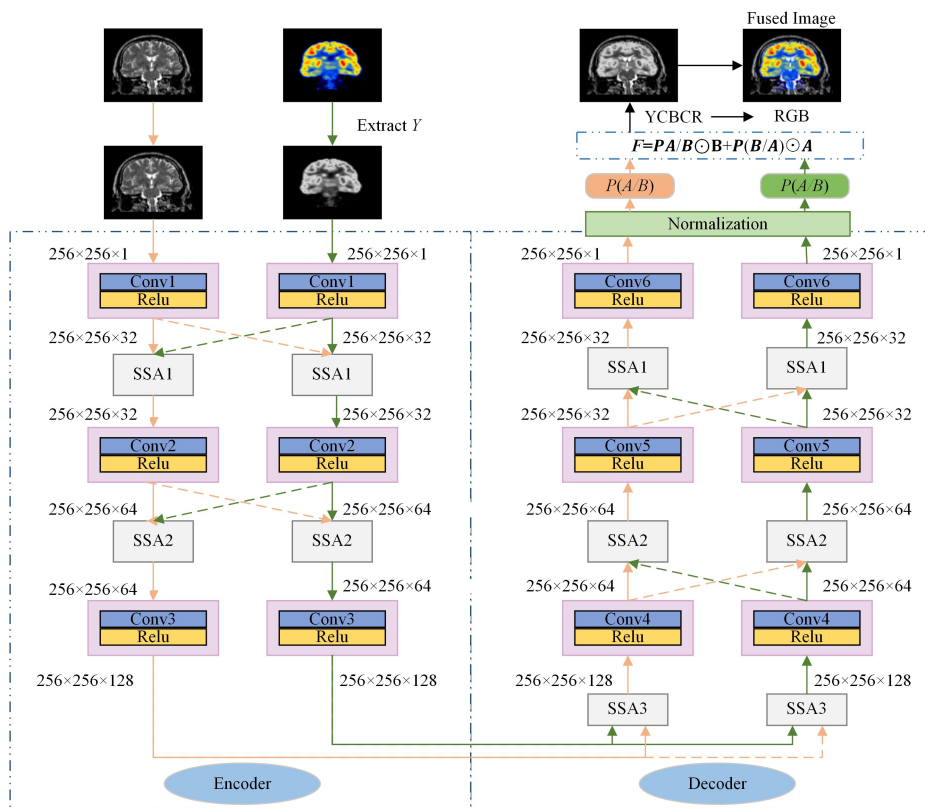 Fused Image
Extract Y
YCBCR
RGB
F=PA/B⊙B+P(B/A)⊙A
P(A/B)
P(A/B)
Normalization
256×256×1
256×256×1
256×256×1
256×256×1
Conv1
Relu
Conv1
Relu
Conv6
Relu
Conv6
Relu
256×256×32
256×256×32
256×256×32
256×256×32
SSA1
SSA1
SSA1
SSA1
256×256×32
256×256×32
256×256×32
256×256×32
Conv2
Relu
Conv2
Relu
Conv5
Relu
Conv5
Relu
256×256×64
256×256×64
256×256×64
256×256×64
SSA2
SSA2
SSA2
SSA2
256×256×64
256×256×64
256×256×64
256×256×64
Conv3
Relu
Conv3
Relu
Conv4
Relu
Conv4
Relu
256×256×128
256×256×128
256×256×128
256×256×128
SSA3
SSA3
Encoder
Decoder